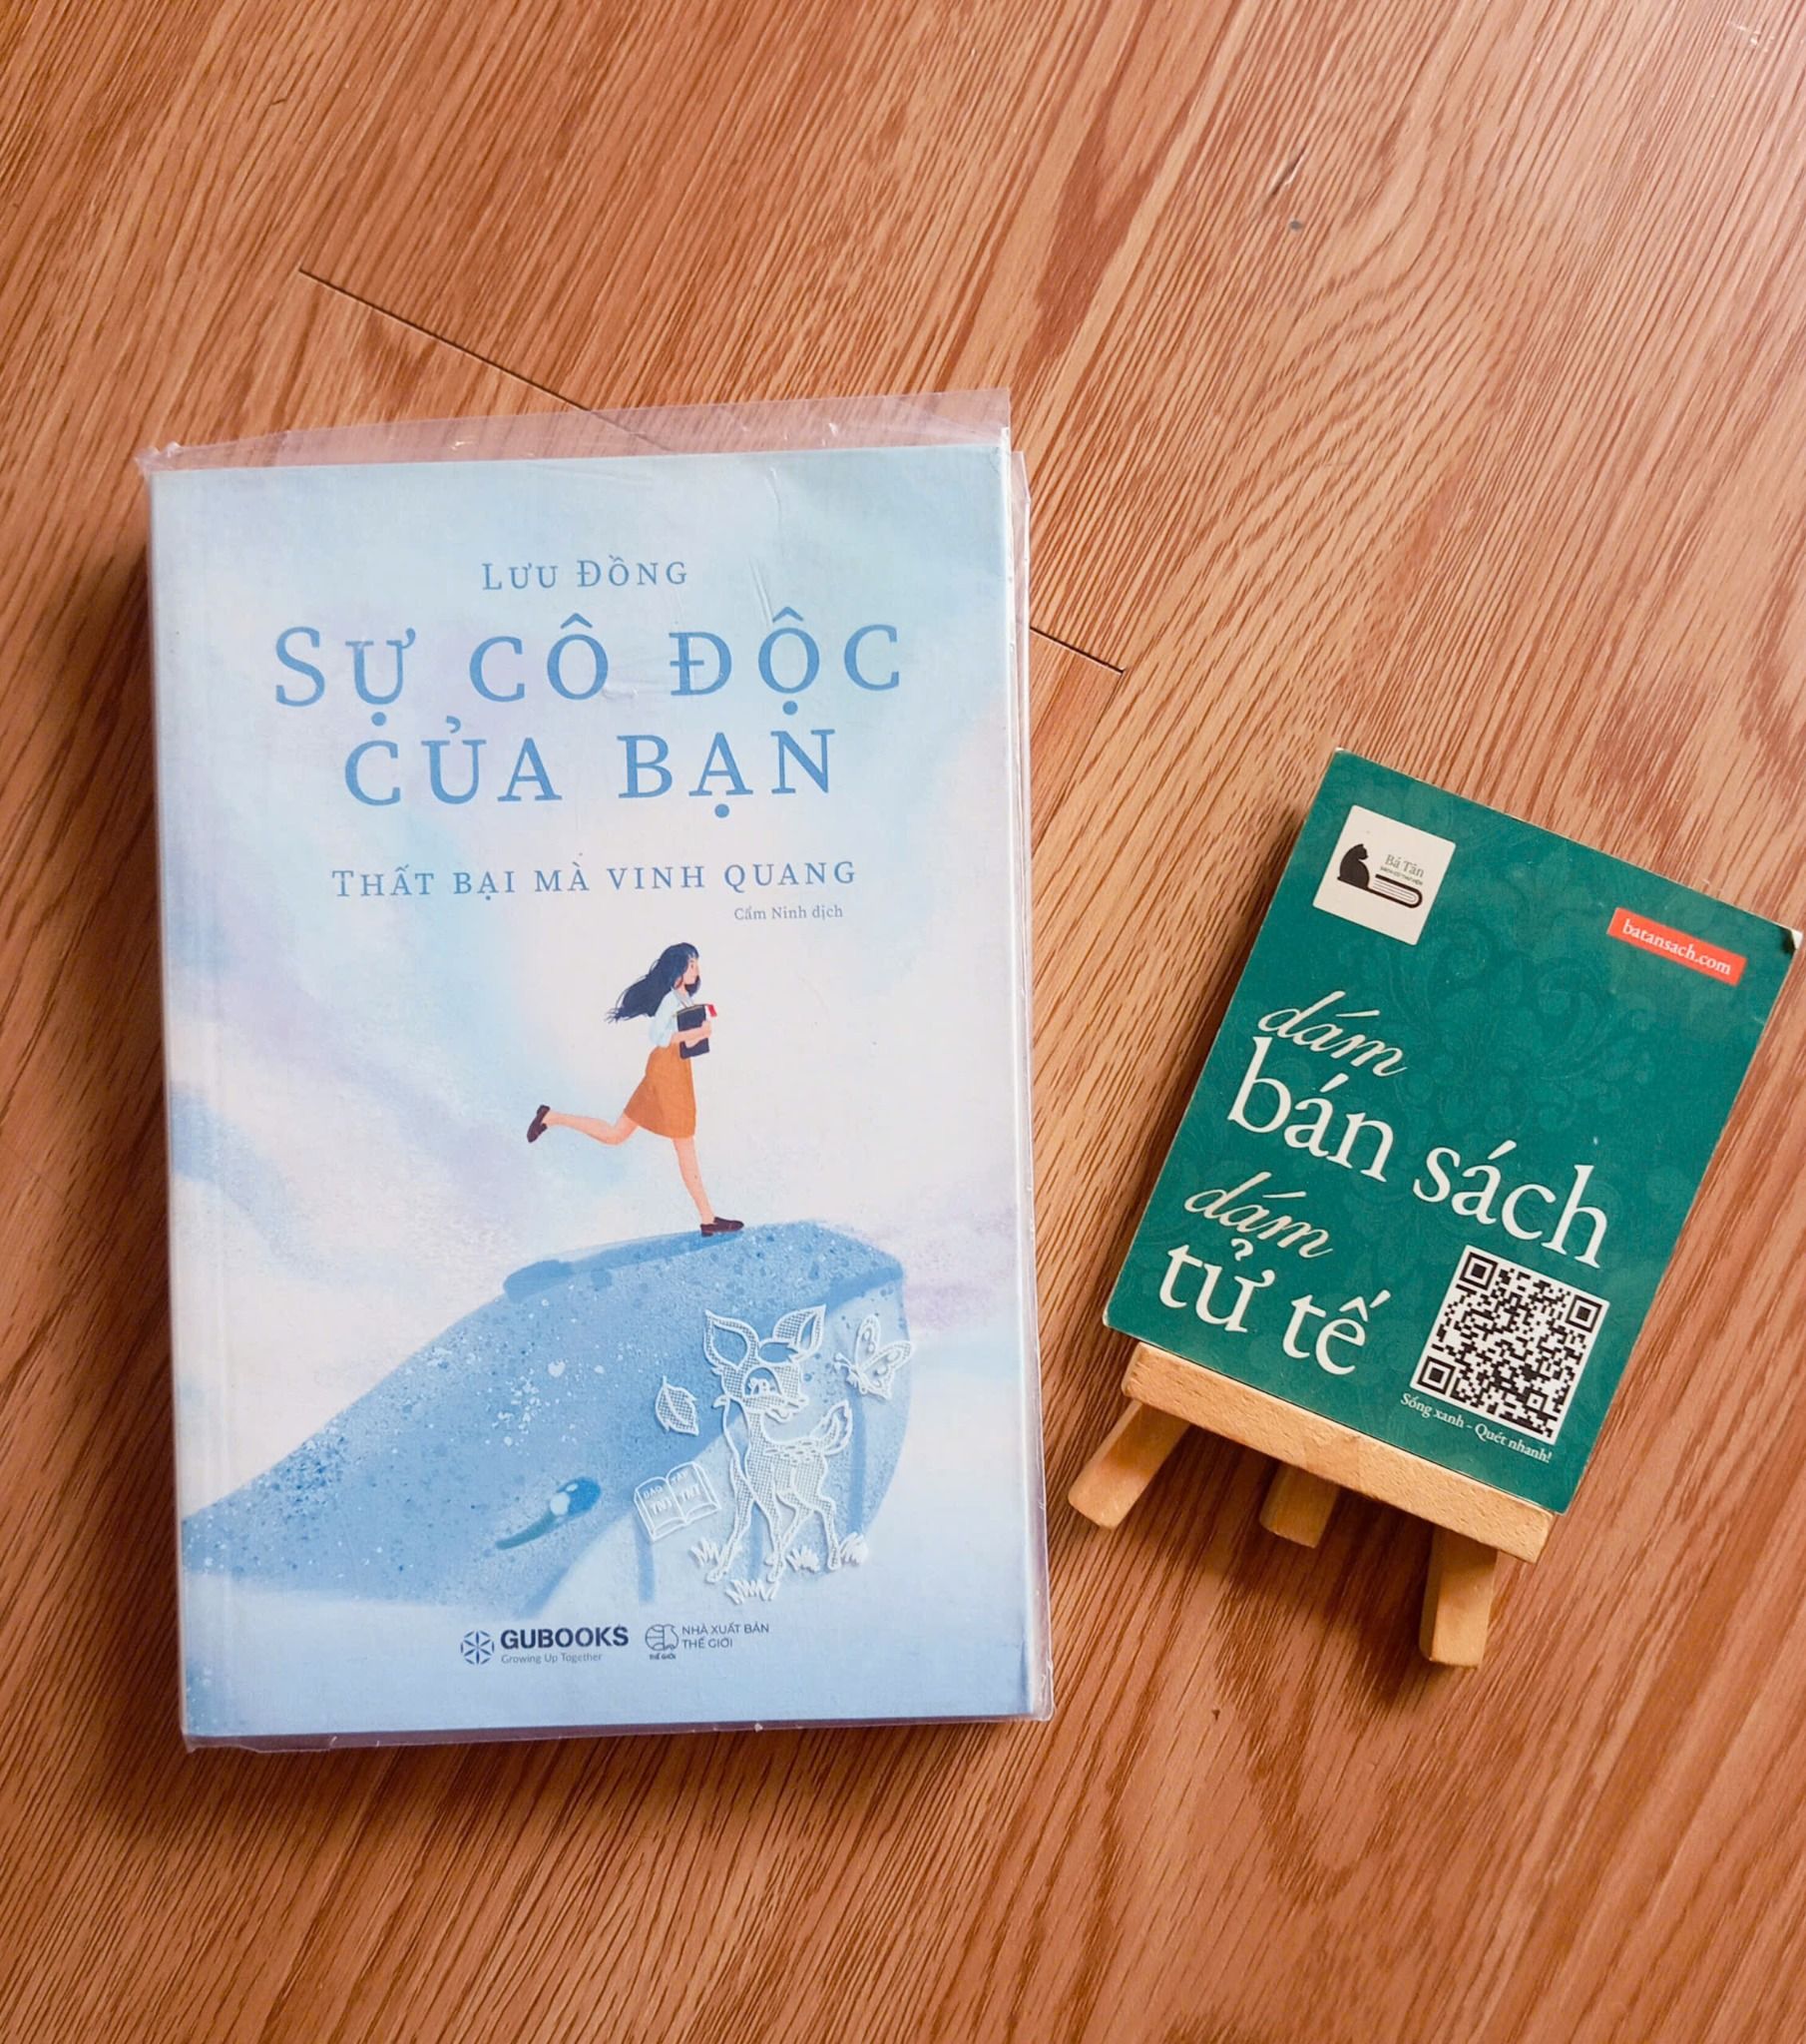 LƯU ĐỒNG
SỰ CÔ ĐỘC
CỦA BẠN
THẤT BẠI MÀ VINH QUANG
Cẩm Ninh dịch
GUBOOKS
Growing Up Together
NHÀ XUẤT BẢN
THẾ GIỚI
THẾ GIỚI
Bá Tân
batansach.com
dám
bán sách
dám
tử tế
Sống xanh - Quét nhanh!